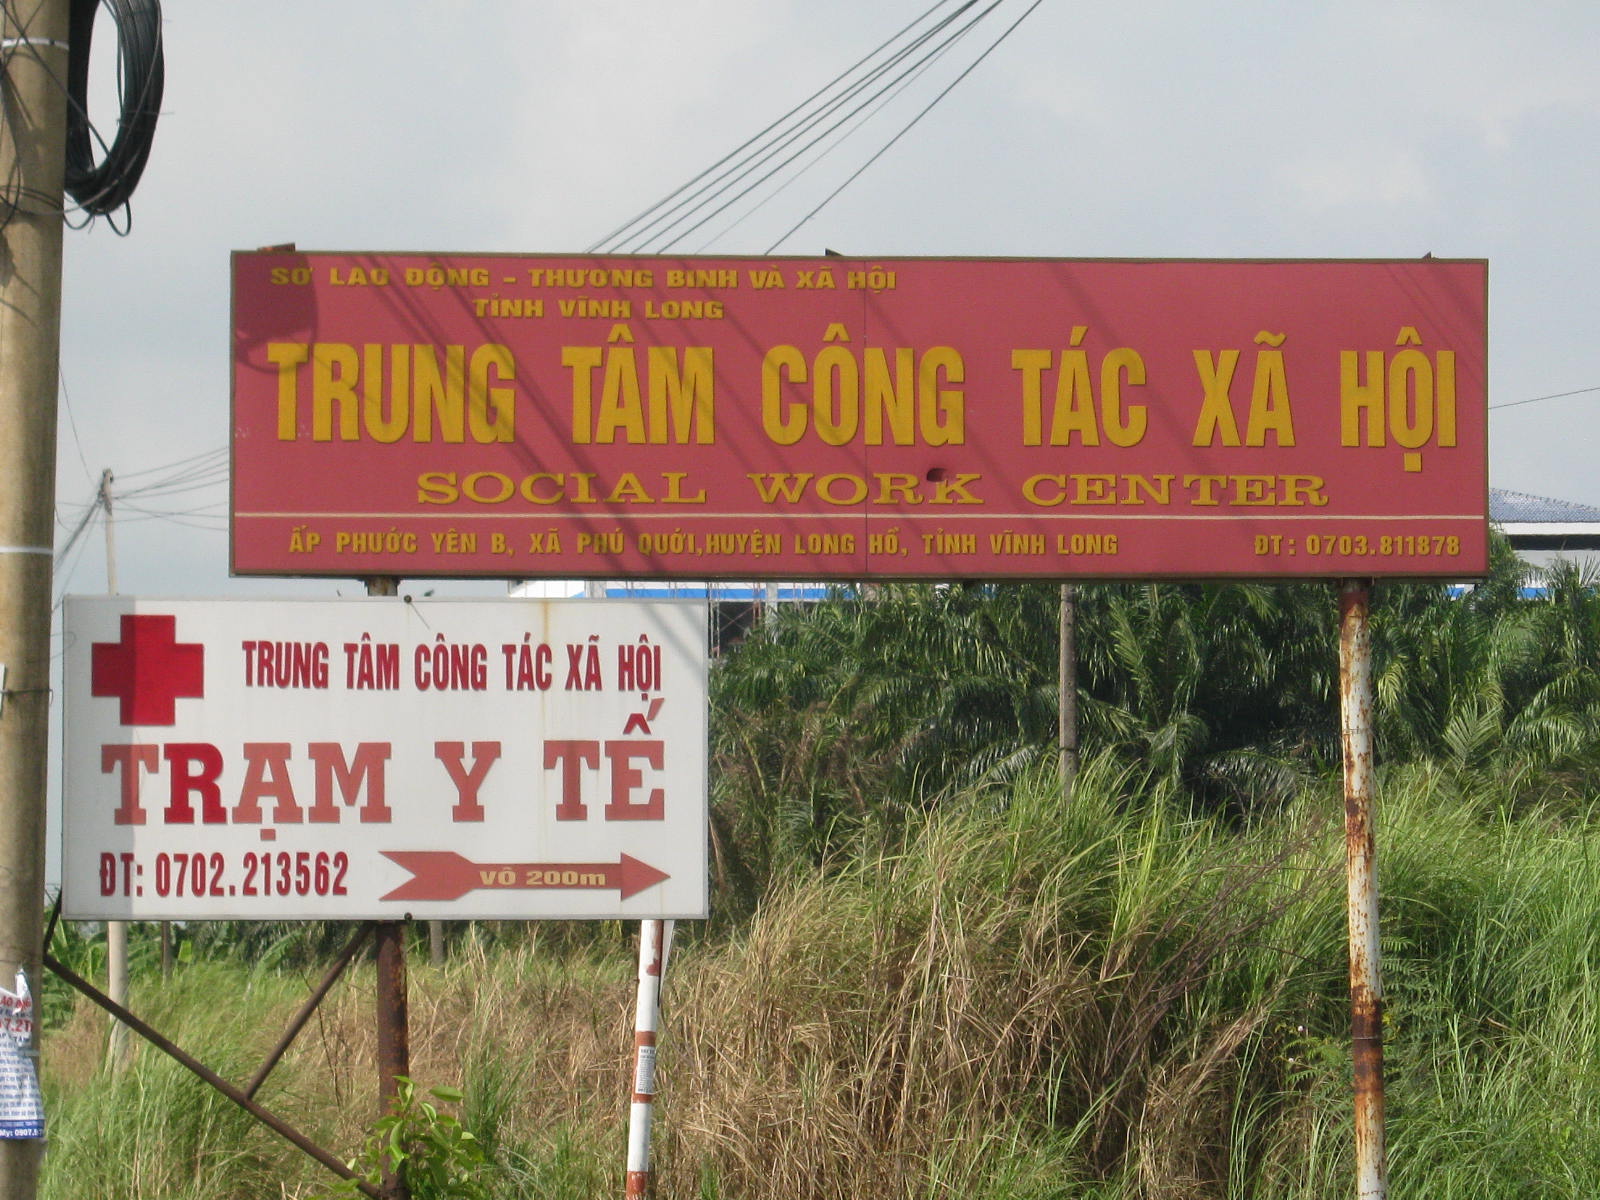 SỞ LAO ĐỘNG - THƯƠNG BINH VÀ XÃ HỘI
TỈNH VĨNH LONG
TRUNG TÂM CÔNG TÁC XÃ HỘI
SOCIAL WORK CENTER
ẤP PHƯỚC YÊN B, XÃ PHÚ QUỚI,HUYỆN LONG HỒ, TỈNH VĨNH LONG ĐT: 0703.811878
TRUNG TÂM CÔNG TÁC XÃ HỘI
TRẠM Y TẾ
ĐT: 0702.213562
VÔ 200m